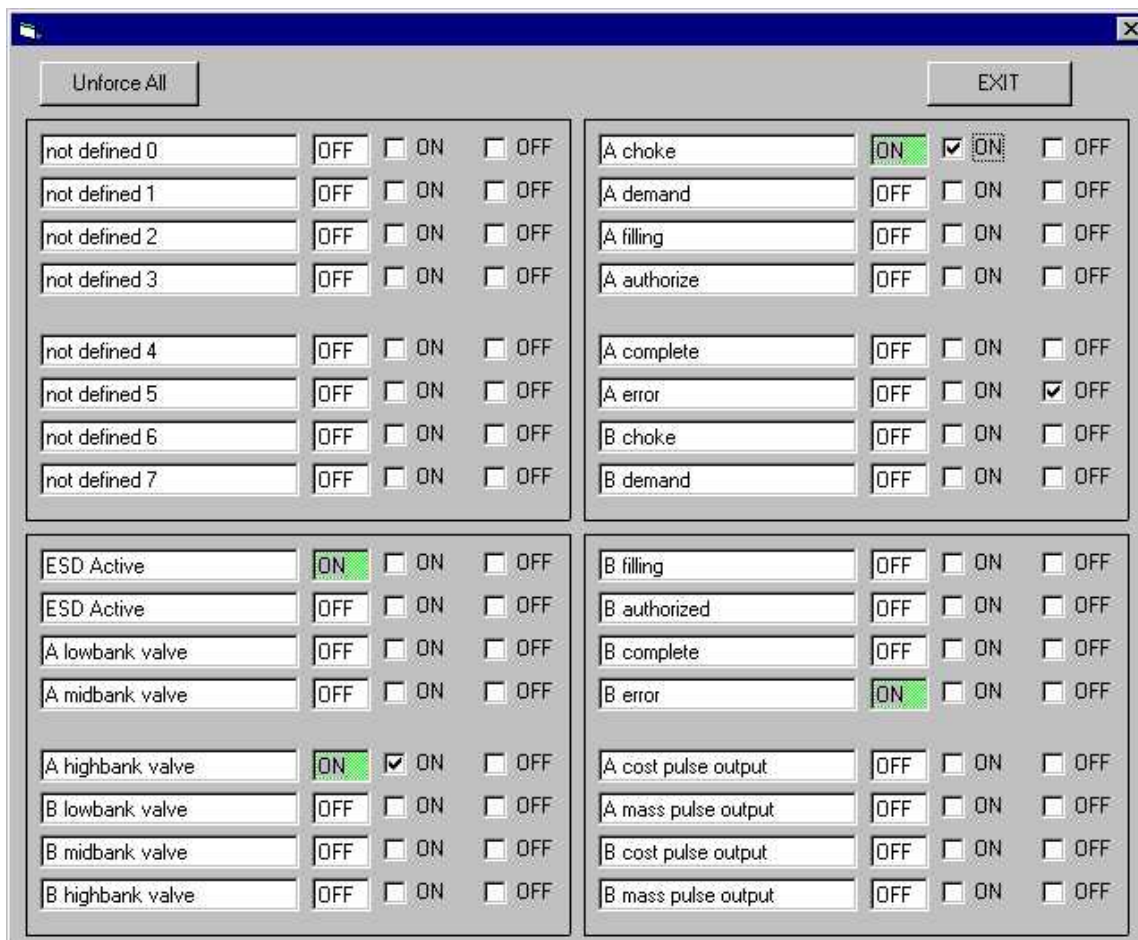 Unforce All EXIT
not defined 0 OFF ON OFF
not defined 1 OFF ON OFF
not defined 2 OFF ON OFF
not defined 3 OFF ON OFF
not defined 4 OFF ON OFF
not defined 5 OFF ON OFF
not defined 6 OFF ON OFF
not defined 7 OFF ON OFF
A choke ON ON OFF
A demand OFF ON OFF
A filling OFF ON OFF
A authorize OFF ON OFF
A complete OFF ON OFF
A error OFF ON OFF
B choke OFF ON OFF
B demand OFF ON OFF
ESD Active ON ON OFF
ESD Active OFF ON OFF
A lowbank valve OFF ON OFF
A midbank valve OFF ON OFF
A highbank valve ON ON OFF
B lowbank valve OFF ON OFF
B midbank valve OFF ON OFF
B highbank valve OFF ON OFF
B filling OFF ON OFF
B authorized OFF ON OFF
B complete OFF ON OFF
B error ON ON OFF
A cost pulse output OFF ON OFF
A mass pulse output OFF ON OFF
B cost pulse output OFF ON OFF
B mass pulse output OFF ON OFF